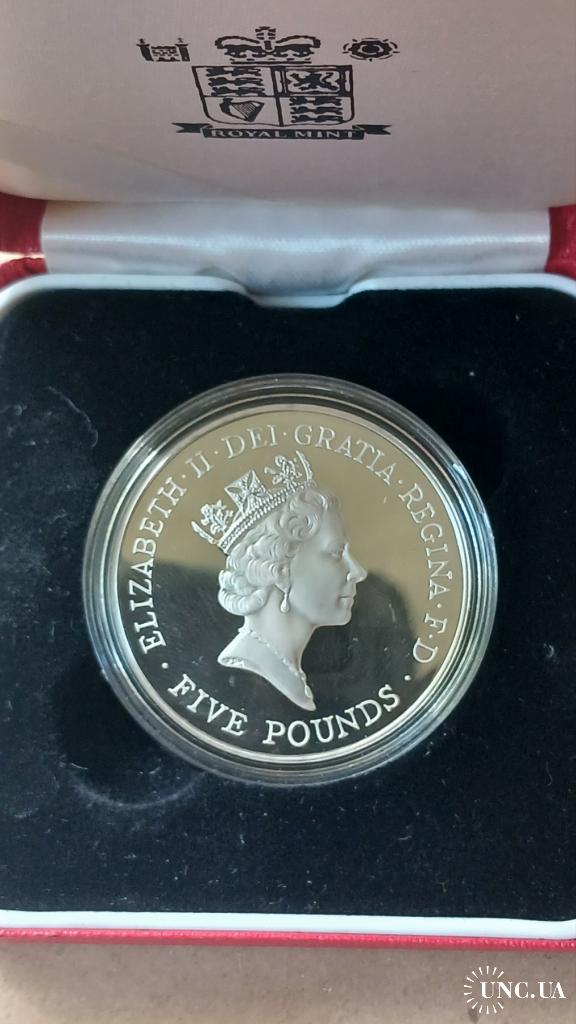 ROYAL MINT
ELIZABETH · II · DEI · GRATIA · REGINA · F · D ·
FIVE POUNDS ·
UNC.UA